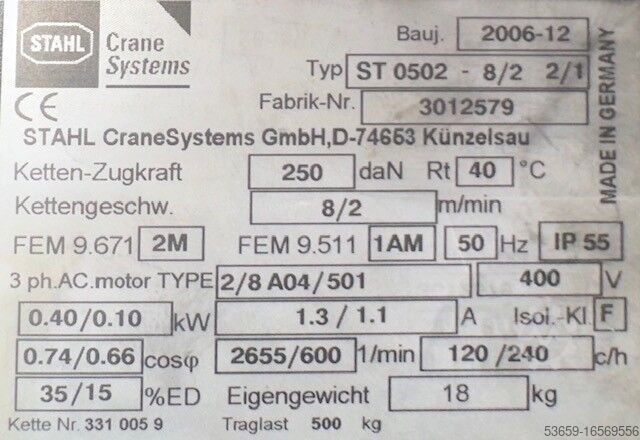 STAHL Crane Systems Bauj. 2006-12
Typ ST 0502 - 8/2 2/1
CE Fabrik-Nr. 3012579
MADE IN GERMANY
STAHL CraneSystems GmbH,D-74653 Künzelsau
Ketten-Zugkraft 250 daN Rt 40 °C
Kettengeschw. 8/2 m/min
FEM 9.671 2M FEM 9.511 1AM 50 Hz IP 55
3 ph.AC.motor TYPE 2/8 A04/501 400 V
0.40/0.10 kW 1.3 / 1.1 A Isol.-Kl F
0.74/0.66 cosφ 2655/600 1/min 120/240 c/h
35/15 %ED Eigengewicht 18 kg
Kette Nr. 331 005 9 Traglast 500 kg
53659-16569556